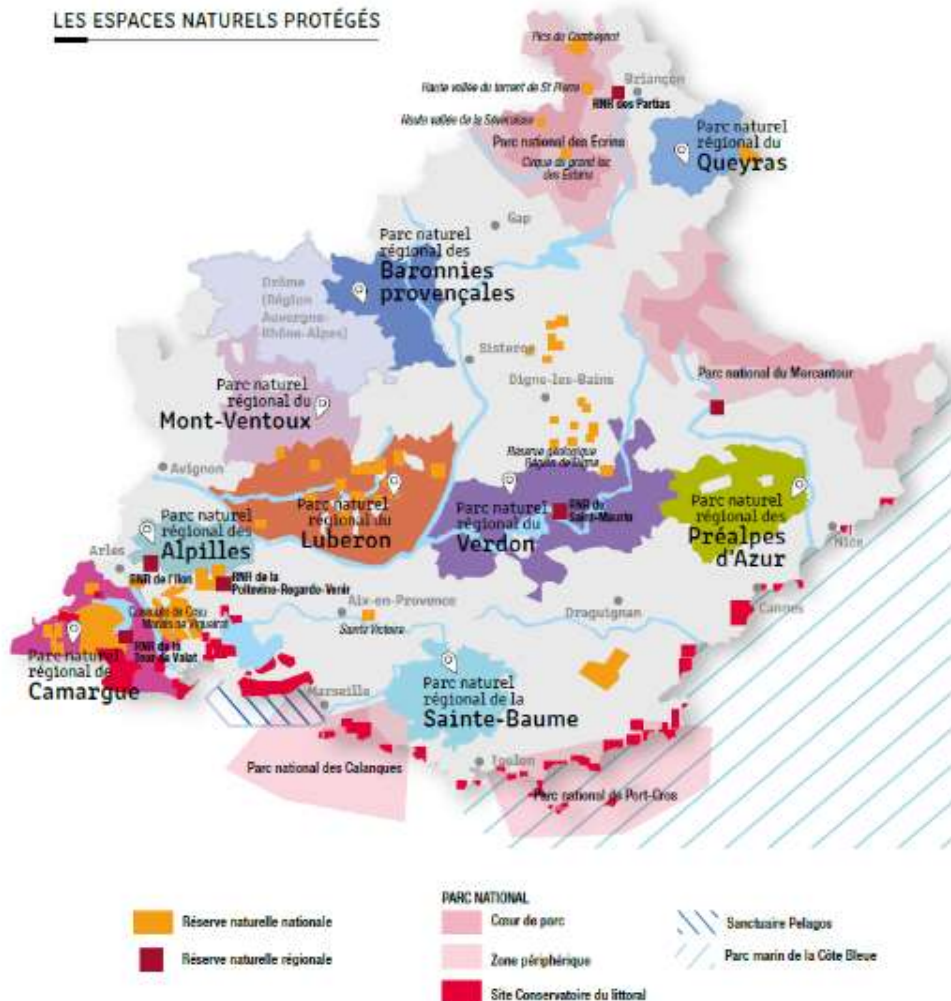 LES ESPACES NATURELS PROTÉGÉS
Pics du Combeynot
Haute vallée du torrent de St Pierre
Briançon
RNR des Partias
Haute vallée de la Séveraisse
Parc national des Écrins
Cirque du grand lac
des Estaris
Parc naturel
régional du
Queyras
Gap
Parc naturel
régional des
Baronnies
provençales
Drôme
(Région
Auvergne-
Rhône-Alpes)
Sisteron
Parc national du Mercantour
Digne-les-Bains
Parc naturel
régional du
Mont-Ventoux
Réserve géologique
Région de Digne
Avignon
Parc naturel
régional du
Luberon
Parc naturel
régional du
Verdon
RNR de
Saint-Maurin
Parc naturel
régional des
Préalpes
d'Azur
Nice
Parc naturel
régional des
Alpilles
Arles
RNR de l'Ilon
RNR de la
Poitevine-Regarde-Venir
Aix-en-Provence
Draguignan
Cannes
Coussouls de Crau
Marais du Vigueirat
Sainte Victoire
RNR de la
Tour du Valat
Parc naturel
régional de
Camargue
Marseille
Parc naturel
régional de la
Sainte-Baume
Parc national des Calanques
Toulon
Parc national de Port-Cros
Réserve naturelle nationale
Réserve naturelle régionale
PARC NATIONAL
Cœur de parc
Zone périphérique
Site Conservatoire du littoral
Sanctuaire Pelagos
Parc marin de la Côte Bleue